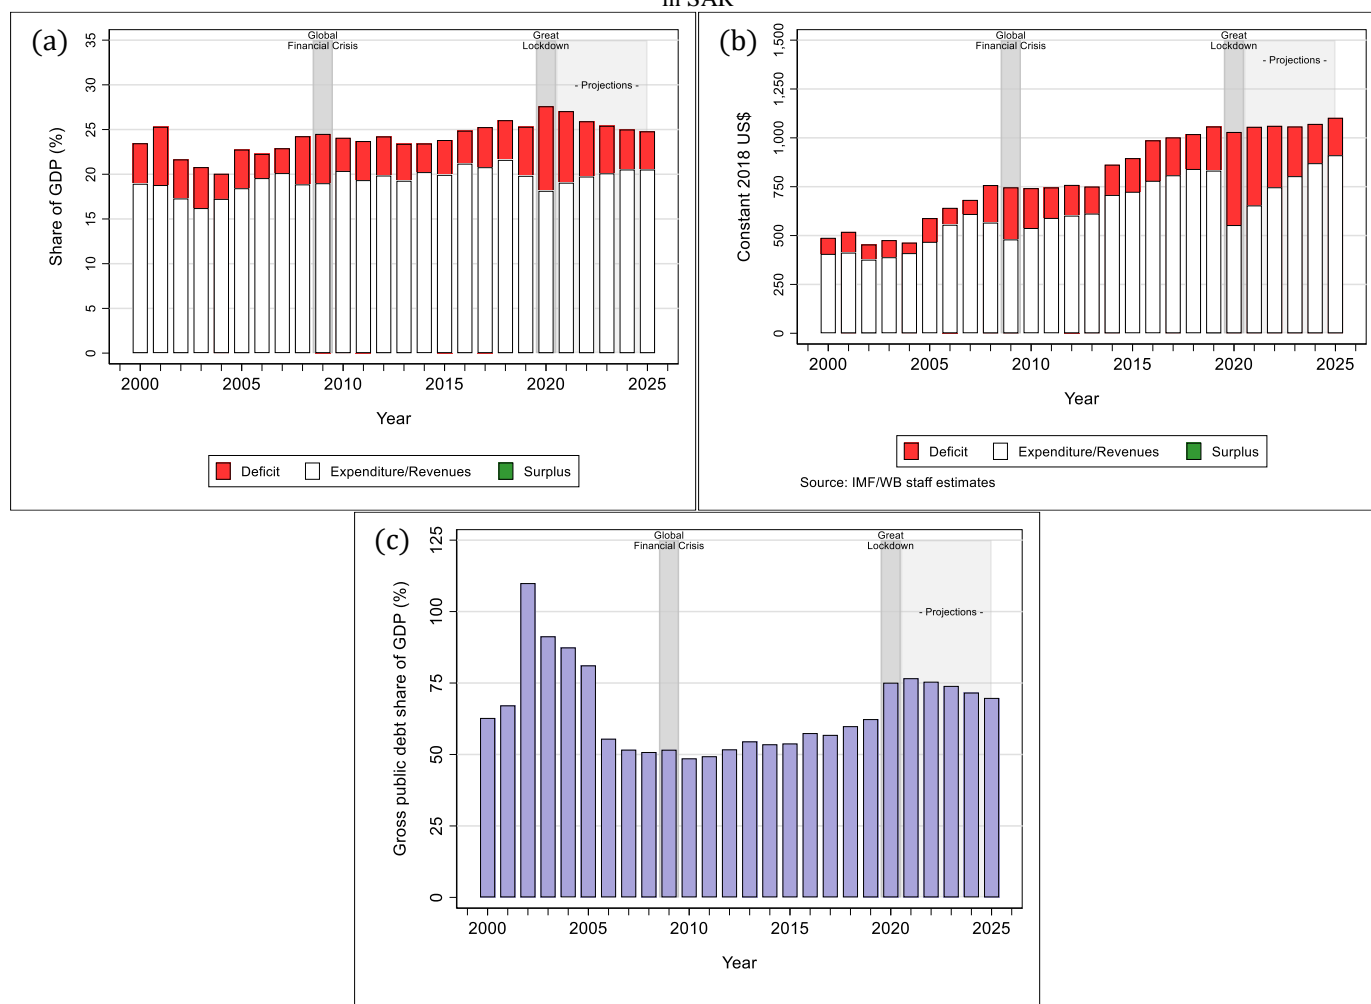 in SAR
(a)
Global
Financial Crisis
Great
Lockdown
- Projections -
Share of GDP (%)
35
30
25
20
15
10
5
0
2000 2005 2010 2015 2020 2025
Year
Deficit Expenditure/Revenues Surplus
(b)
Global
Financial Crisis
Great
Lockdown
- Projections -
Constant 2018 US$
1,500
1,250
1,000
750
500
250
0
2000 2005 2010 2015 2020 2025
Year
Deficit Expenditure/Revenues Surplus
Source: IMF/WB staff estimates
(c)
Global
Financial Crisis
Great
Lockdown
- Projections -
Gross public debt share of GDP (%)
125
100
75
50
25
0
2000 2005 2010 2015 2020 2025
Year